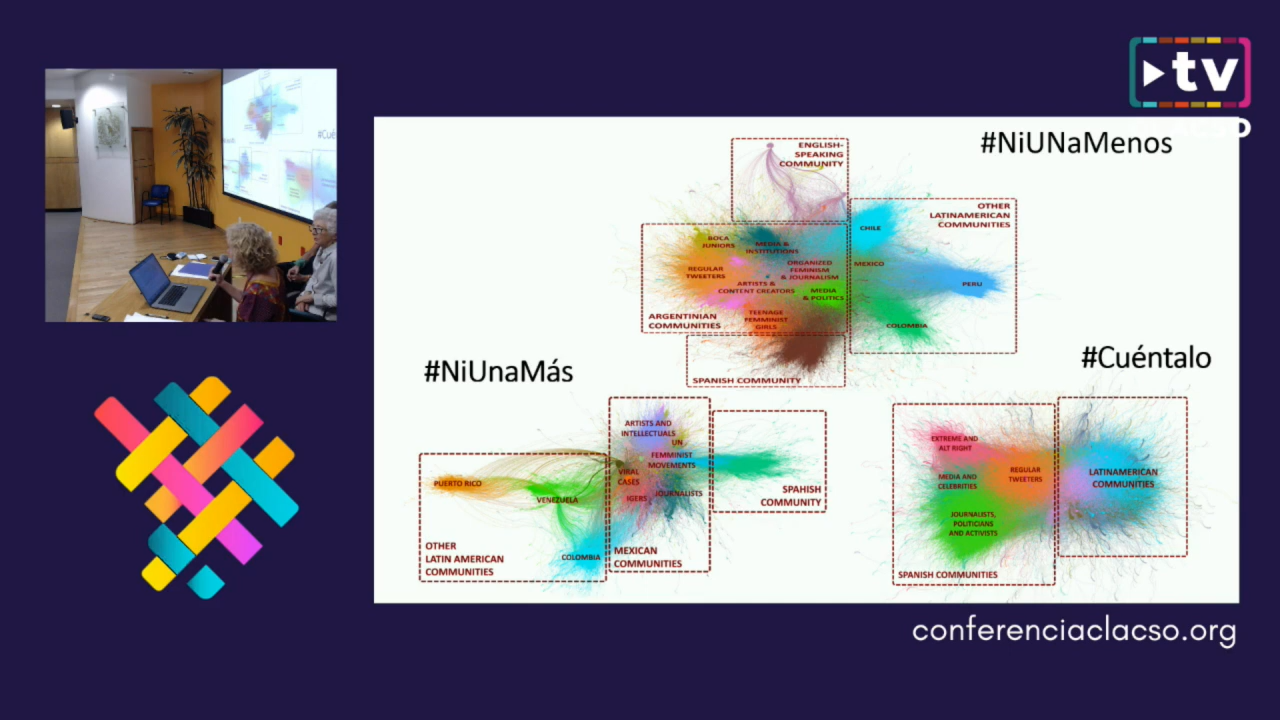 tv
#NiUNaMenos
ENGLISH-
SPEAKING
COMMUNITY
OTHER
LATINAMERICAN
COMMUNITIES
CHILE
MEXICO
PERU
COLOMBIA
BOCA
JUNIORS
MEDIA &
INSTITUTIONS
REGULAR
TWEETERS
ORGANIZED
FEMINISM
& JOURNALISM
ARTISTS &
CONTENT CREATORS
MEDIA
& POLITICS
TEENAGE
FEMMINIST
GIRLS
ARGENTINIAN
COMMUNITIES
SPANISH COMMUNITY
#NiUnaMás
ARTISTS AND
INTELLECTUALS
UN
FEMMINIST
MOVEMENTS
VIRAL
CASES
JOURNALISTS
IGERS
PUERTO RICO
VENEZUELA
COLOMBIA
OTHER
LATIN AMERICAN
COMMUNITIES
MEXICAN
COMMUNITIES
SPAHISH
COMMUNITY
#Cuéntalo
EXTREME AND
ALT RIGHT
MEDIA AND
CELEBRITIES
REGULAR
TWEETERS
JOURNALISTS,
POLITICIANS
AND ACTIVISTS
SPANISH COMMUNITIES
LATINAMERICAN
COMMUNITIES
conferenciaclacso.org